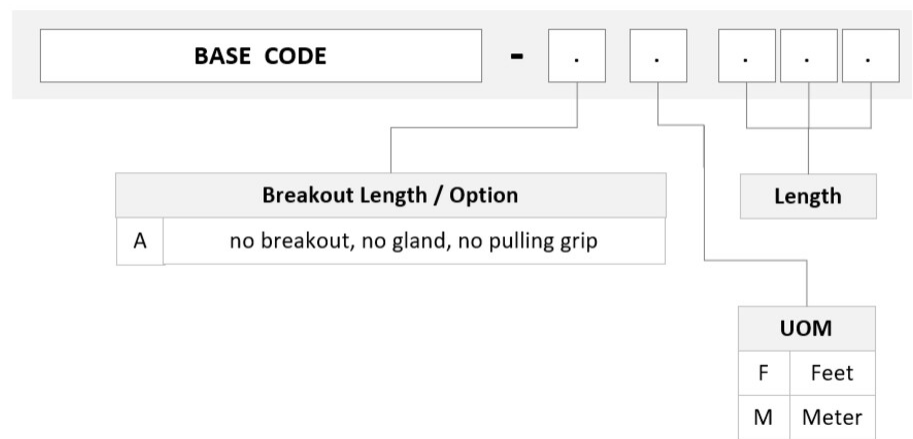 BASE CODE - . . . . .
Breakout Length / Option
A no breakout, no gland, no pulling grip
Length
UOM
F Feet
M Meter